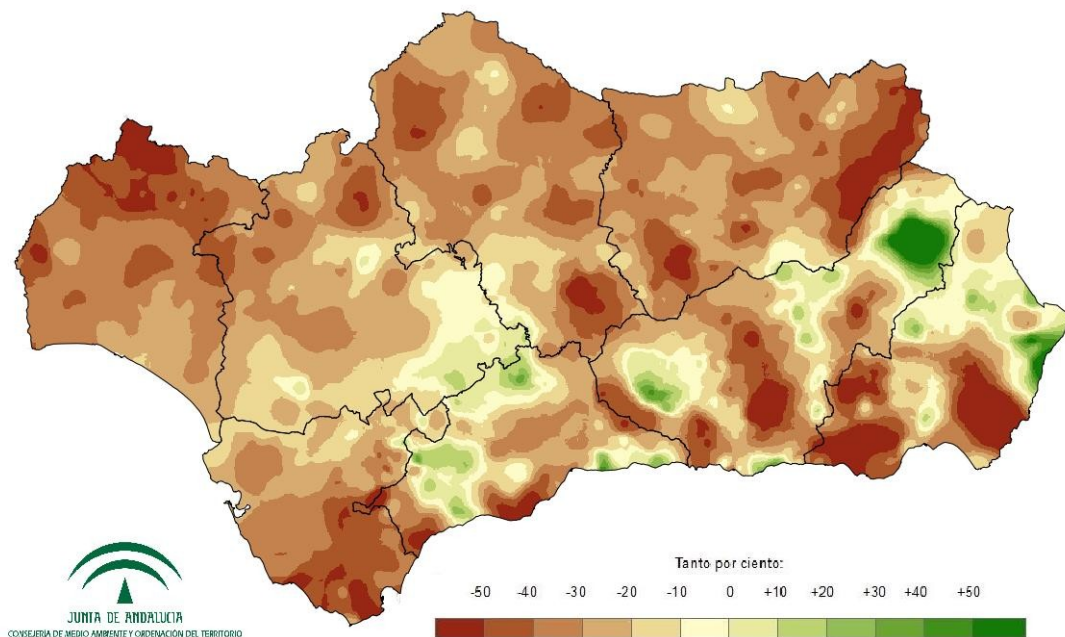 Tanto por ciento:
-50 -40 -30 -20 -10 0 +10 +20 +30 +40 +50
JUNTA DE ANDALUCIA
CONSEJERIA DE MEDIO AMBIENTE Y ORDENACIÓN DEL TERRITORIO